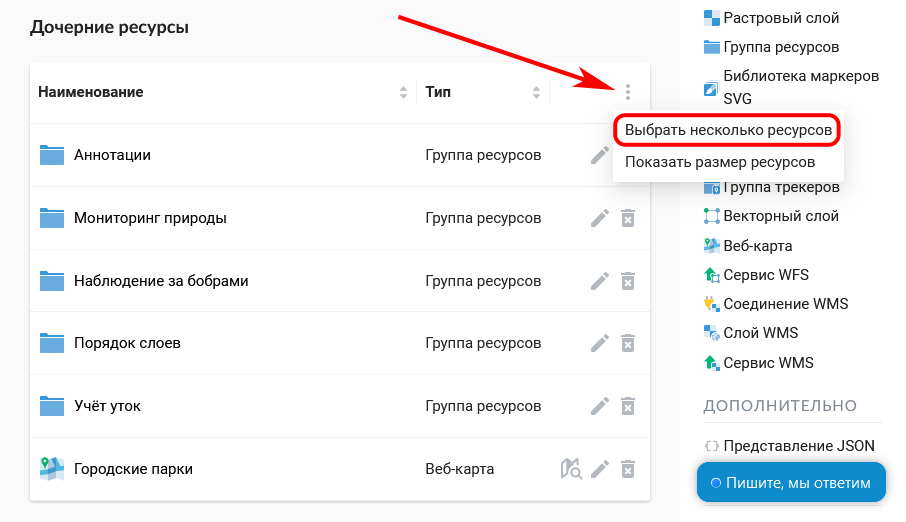 Дочерние ресурсы
Наименование
Тип
Аннотации
Группа ресурсов
Мониторинг природы
Группа ресурсов
Наблюдение за бобрами
Группа ресурсов
Порядок слоев
Группа ресурсов
Учёт уток
Группа ресурсов
Городские парки
Веб-карта
Выбрать несколько ресурсов
Показать размер ресурсов
Растровый слой
Группа ресурсов
Библиотека маркеров
SVG
Группа трекеров
Векторный слой
Веб-карта
Сервис WFS
Соединение WMS
Слой WMS
Сервис WMS
ДОПОЛНИТЕЛЬНО
Представление JSON
Пишите, мы ответим